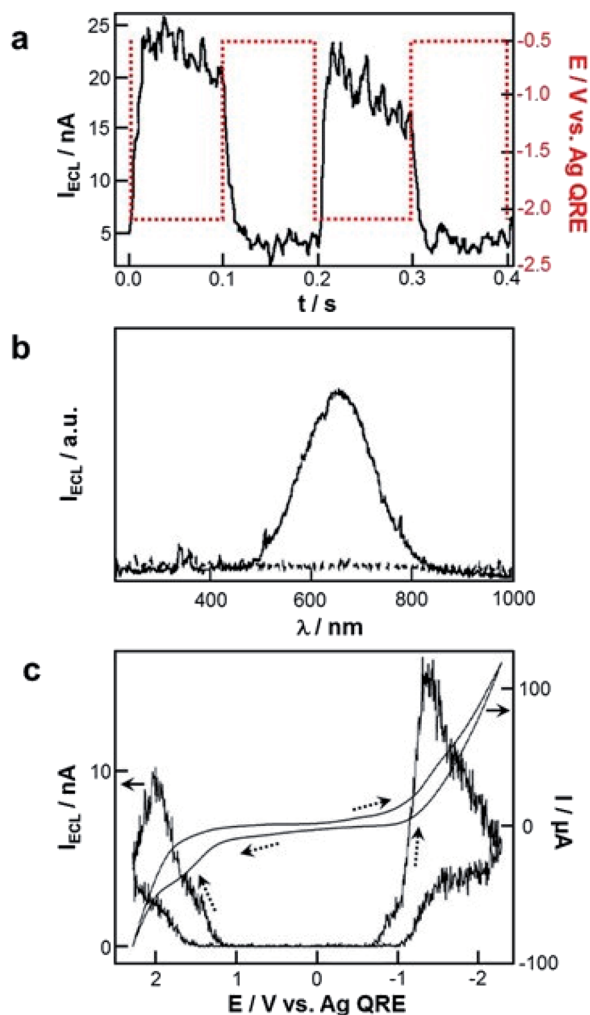 a
25
20
15
10
5
I_ECL / nA
-0.5
-1.0
-1.5
-2.0
-2.5
E / V vs. Ag QRE
0.0 0.1 0.2 0.3 0.4
t / s
b
I_ECL / a.u.
400 600 800 1000
λ / nm
c
10
0
I_ECL / nA
100
0
-100
I / µA
2 1 0 -1 -2
E / V vs. Ag QRE